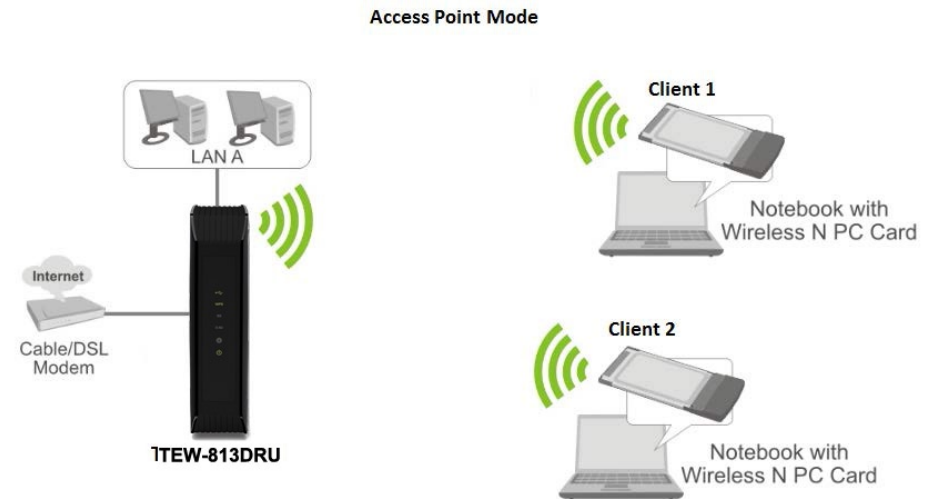 Access Point Mode
LAN A
Internet
Cable/DSL
Modem
TEW-813DRU
Client 1
Notebook with
Wireless N PC Card
Client 2
Notebook with
Wireless N PC Card